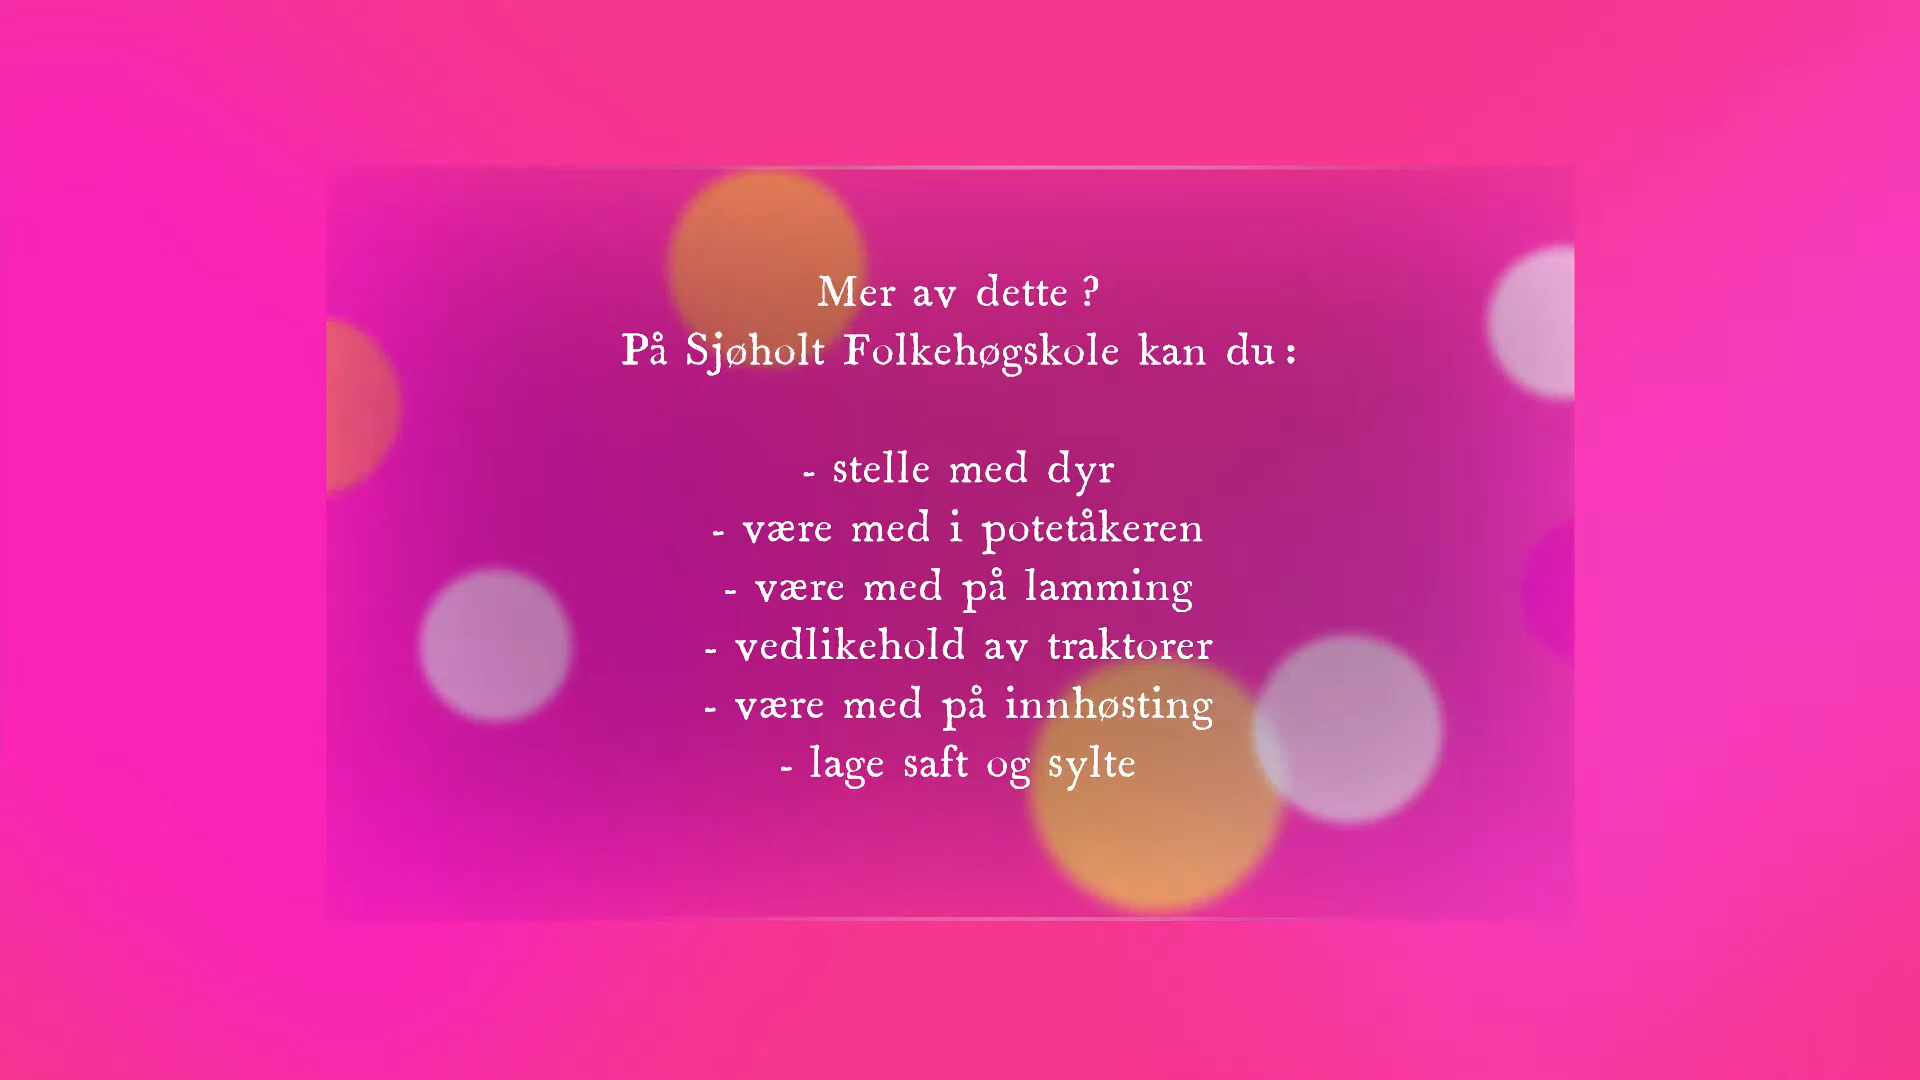 Mer av dette ?
På Sjøholt Folkehøgskole kan du :
- stelle med dyr
- være med i potetåkeren
- være med på lamming
- vedlikehold av traktorer
- være med på innhøsting
- lage saft og sylte